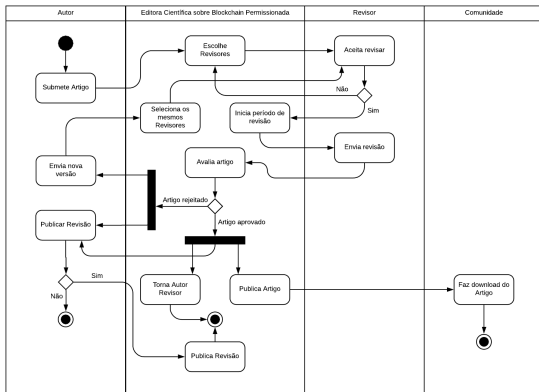 Autor
Editora Científica sobre Blockchain Permissionada
Revisor
Comunidade
Escolhe
Revisores
Aceita revisar
Submete Artigo
Não
Sim
Seleciona os
mesmos
Revisores
Inicia período de
revisão
Envia revisão
Avalia artigo
Envia nova
versão
Artigo rejeitado
Artigo aprovado
Publicar Revisão
Sim
Não
Torna Autor
Revisor
Publica Artigo
Faz download do
Artigo
Publica Revisão